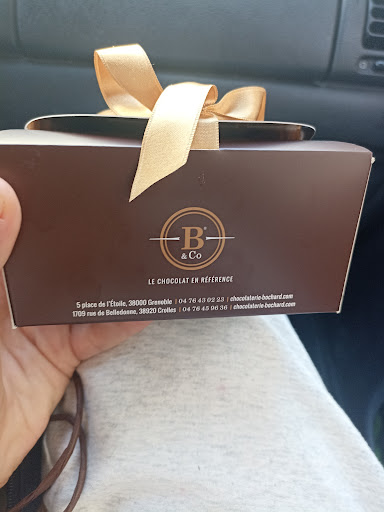 B
& Co
LE CHOCOLAT EN RÉFÉRENCE
5 place de l'Étoile, 38000 Grenoble | 04 76 43 02 23 | chocolaterie-bochard.com
1709 rue de Belledonne, 38920 Crolles | 04 76 45 96 36 | chocolaterie-bochard.com